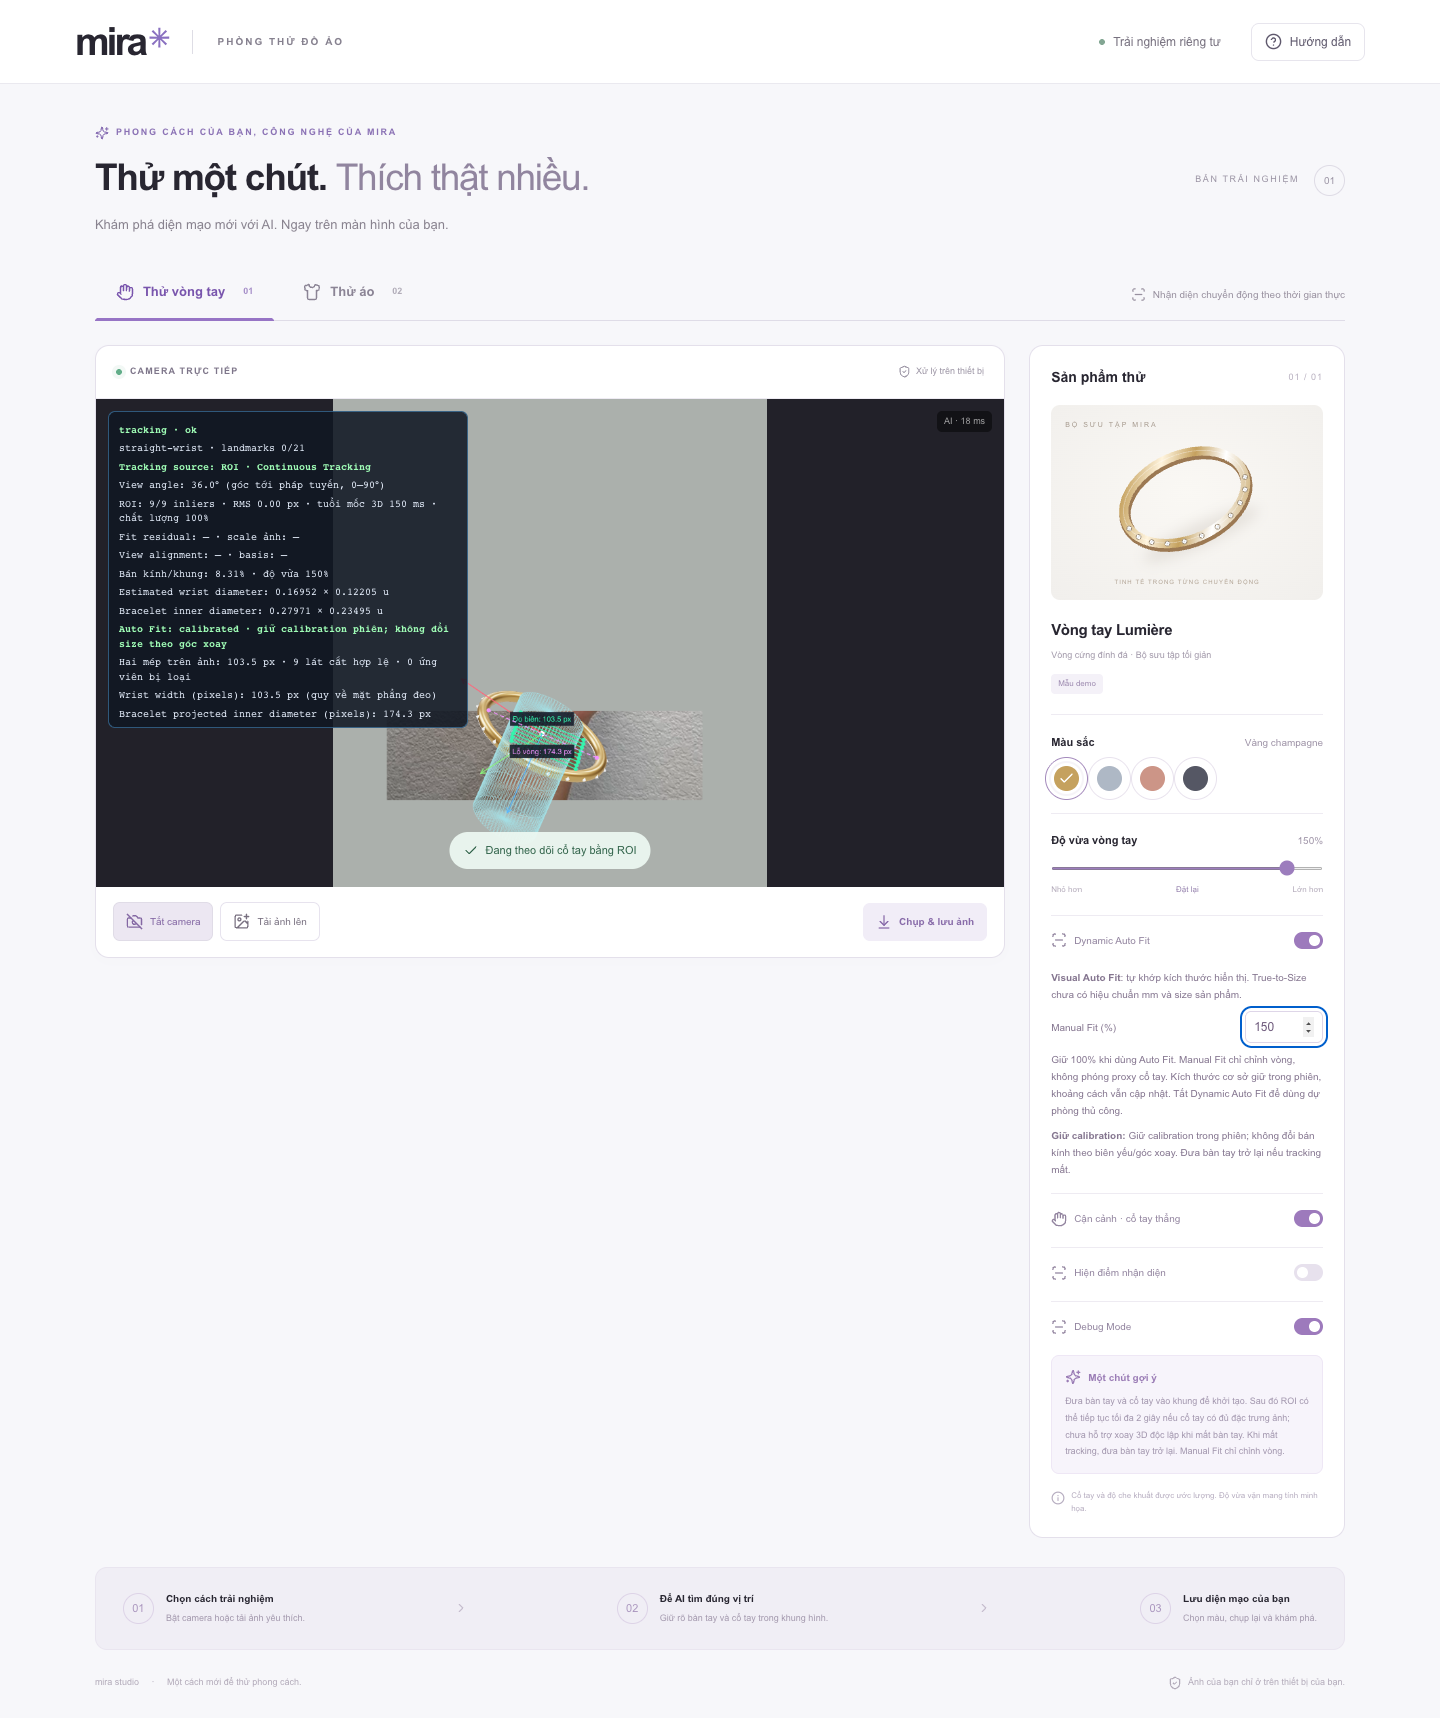 mira
PHÒNG THỬ ĐỒ ẢO
Trải nghiệm riêng tư
Hướng dẫn
PHONG CÁCH CỦA BẠN, CÔNG NGHỆ CỦA MIRA
Thử một chút. Thích thật nhiều.
BẢN TRẢI NGHIỆM 01
Khám phá diện mạo mới với AI. Ngay trên màn hình của bạn.
Thử vòng tay 01
Thử áo 02
Nhận diện chuyển động theo thời gian thực
CAMERA TRỰC TIẾP
Xử lý trên thiết bị
AI · 18 ms
tracking · ok
straight-wrist · landmarks 0/21
Tracking source: ROI · Continuous Tracking
View angle: 36.0° (góc tới pháp tuyến, 0–90°)
ROI: 9/9 inliers · RMS 0.00 px · tuổi mốc 3D 150 ms ·
chất lượng 100%
Fit residual: — · scale ảnh: —
View alignment: — · basis: —
Bán kính/khung: 8.31% · độ vừa 150%
Estimated wrist diameter: 0.16952 × 0.12205 u
Bracelet inner diameter: 0.27971 × 0.23495 u
Auto Fit: calibrated · giữ calibration phiên; không đổi
size theo góc xoay
Hai mép trên ảnh: 103.5 px · 9 lát cắt hợp lệ · 0 ứng
viên bị loại
Wrist width (pixels): 103.5 px (quy về mặt phẳng đeo)
Bracelet projected inner diameter (pixels): 174.3 px
Đo biên: 103.5 px
Lỗ vòng: 174.3 px
Đang theo dõi cổ tay bằng ROI
Tắt camera
Tải ảnh lên
Chụp & lưu ảnh
Sản phẩm thử
01 / 01
BỘ SƯU TẬP MIRA
TINH TẾ TRONG TỪNG CHUYỂN ĐỘNG
Vòng tay Lumière
Vòng cứng đính đá · Bộ sưu tập tối giản
Mẫu demo
Màu sắc
Vàng champagne
Độ vừa vòng tay
150%
Nhỏ hơn
Đặt lại
Lớn hơn
Dynamic Auto Fit
Visual Auto Fit: tự khớp kích thước hiển thị. True-to-Size
chưa có hiệu chuẩn mm và size sản phẩm.
Manual Fit (%)
150
Giữ 100% khi dùng Auto Fit. Manual Fit chỉ chỉnh vòng,
không phóng proxy cổ tay. Kích thước cơ sở giữ trong phiên,
khoảng cách vẫn cập nhật. Tắt Dynamic Auto Fit để dùng dự
phòng thủ công.
Giữ calibration: Giữ calibration trong phiên; không đổi bán
kính theo biên yếu/góc xoay. Đưa bàn tay trở lại nếu tracking
mất.
Cận cảnh · cổ tay thẳng
Hiện điểm nhận diện
Debug Mode
Một chút gợi ý
Đưa bàn tay và cổ tay vào khung để khởi tạo. Sau đó ROI có
thể tiếp tục tối đa 2 giây nếu cổ tay có đủ đặc trưng ảnh;
chưa hỗ trợ xoay 3D độc lập khi mất bàn tay. Khi mất
tracking, đưa bàn tay trở lại. Manual Fit chỉ chỉnh vòng.
Cổ tay và độ che khuất được ước lượng. Độ vừa vặn mang tính minh
họa.
01
Chọn cách trải nghiệm
Bật camera hoặc tải ảnh yêu thích.
02
Để AI tìm đúng vị trí
Giữ rõ bàn tay và cổ tay trong khung hình.
03
Lưu diện mạo của bạn
Chọn màu, chụp lại và khám phá.
mira studio · Một cách mới để thử phong cách.
Ảnh của bạn chỉ ở trên thiết bị của bạn.